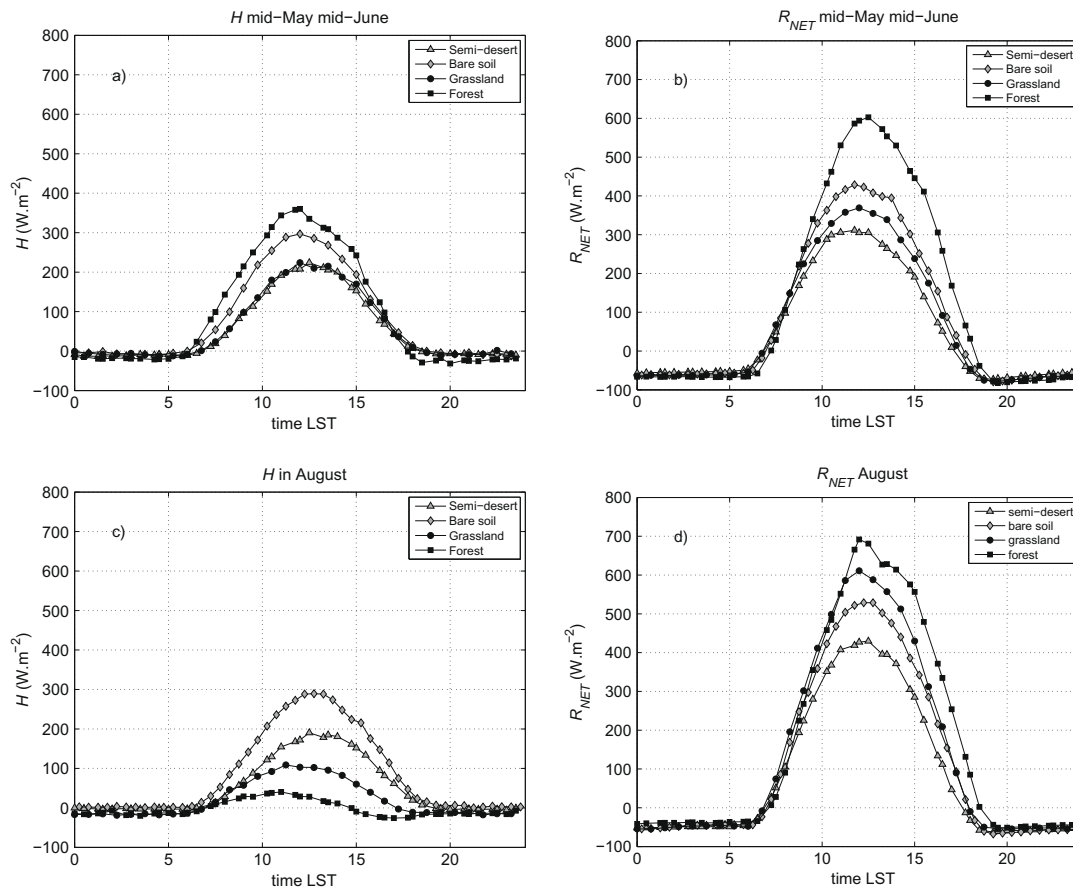 H mid−May mid−June
800
700
600
500
400
300
200
100
0
−100
H (W.m−2)
a)
Semi−desert
Bare soil
Grassland
Forest
0
5
10
15
20
time LST
RNET mid−May mid−June
800
700
600
500
400
300
200
100
0
−100
RNET (W.m−2)
b)
Semi−desert
Bare soil
Grassland
Forest
0
5
10
15
20
time LST
H in August
800
700
600
500
400
300
200
100
0
−100
H (W.m−2)
c)
Semi−desert
Bare soil
Grassland
Forest
0
5
10
15
20
time LST
RNET August
800
700
600
500
400
300
200
100
0
−100
RNET (W.m−2)
d)
semi−desert
bare soil
grassland
forest
0
5
10
15
20
time LST